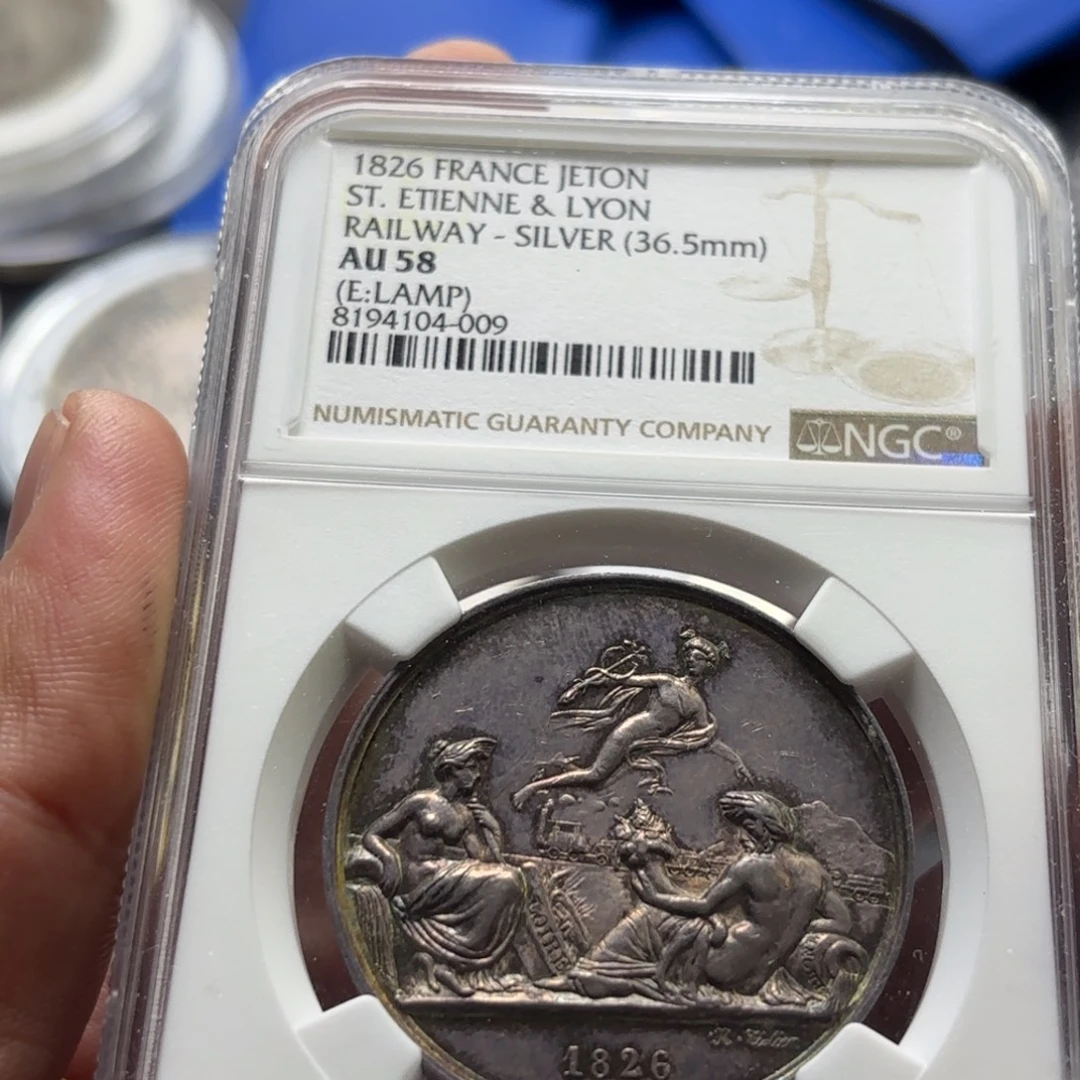 1826 FRANCE JETON
ST. ETIENNE & LYON
RAILWAY - SILVER (36.5mm)
AU 58
(E:LAMP)
8194104-009
NUMISMATIC GUARANTY COMPANY
NGC®
LOIRE
1826